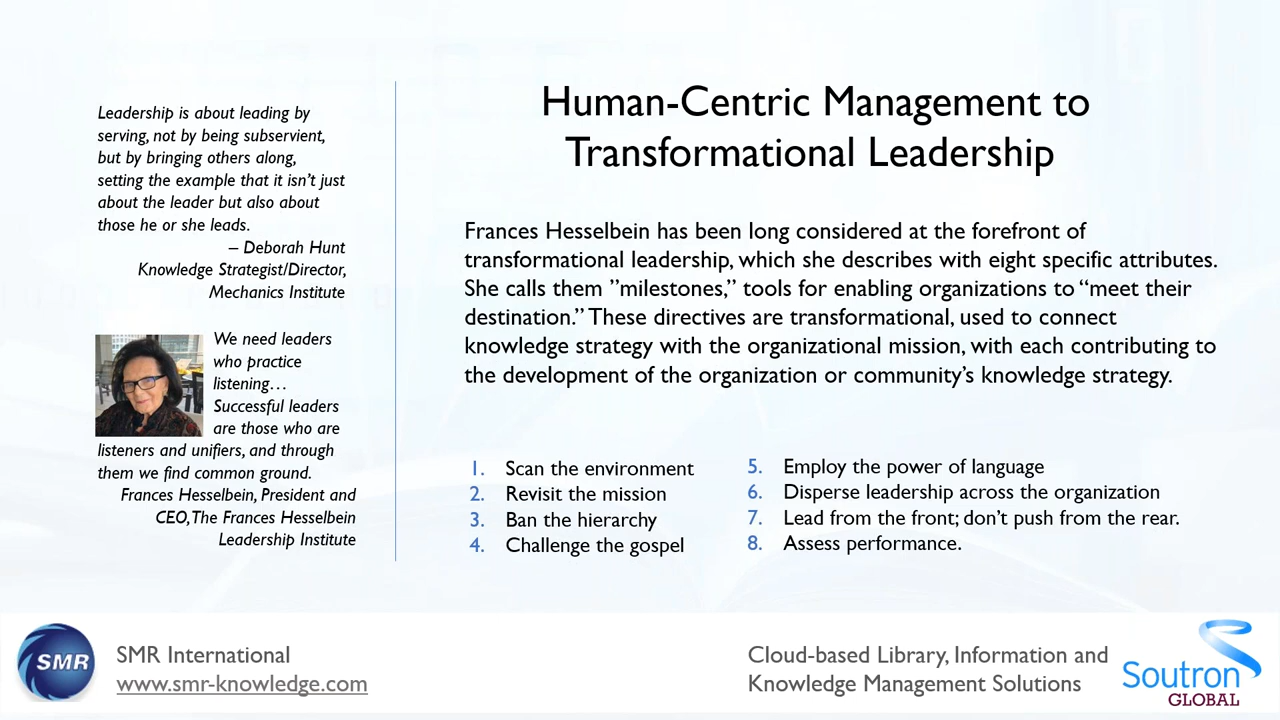 Leadership is about leading by
serving, not by being subservient,
but by bringing others along,
setting the example that it isn’t just
about the leader but also about
those he or she leads.
– Deborah Hunt
Knowledge Strategist/Director,
Mechanics Institute
We need leaders
who practice
listening…
Successful leaders
are those who are
listeners and unifiers, and through
them we find common ground.
Frances Hesselbein, President and
CEO,The Frances Hesselbein
Leadership Institute
Human-Centric Management to
Transformational Leadership
Frances Hesselbein has been long considered at the forefront of
transformational leadership, which she describes with eight specific attributes.
She calls them ”milestones,” tools for enabling organizations to “meet their
destination.” These directives are transformational, used to connect
knowledge strategy with the organizational mission, with each contributing to
the development of the organization or community’s knowledge strategy.
1. Scan the environment
2. Revisit the mission
3. Ban the hierarchy
4. Challenge the gospel
5. Employ the power of language
6. Disperse leadership across the organization
7. Lead from the front; don’t push from the rear.
8. Assess performance.
SMR
SMR International
www.smr-knowledge.com
Cloud-based Library, Information and
Knowledge Management Solutions
Soutron
GLOBAL